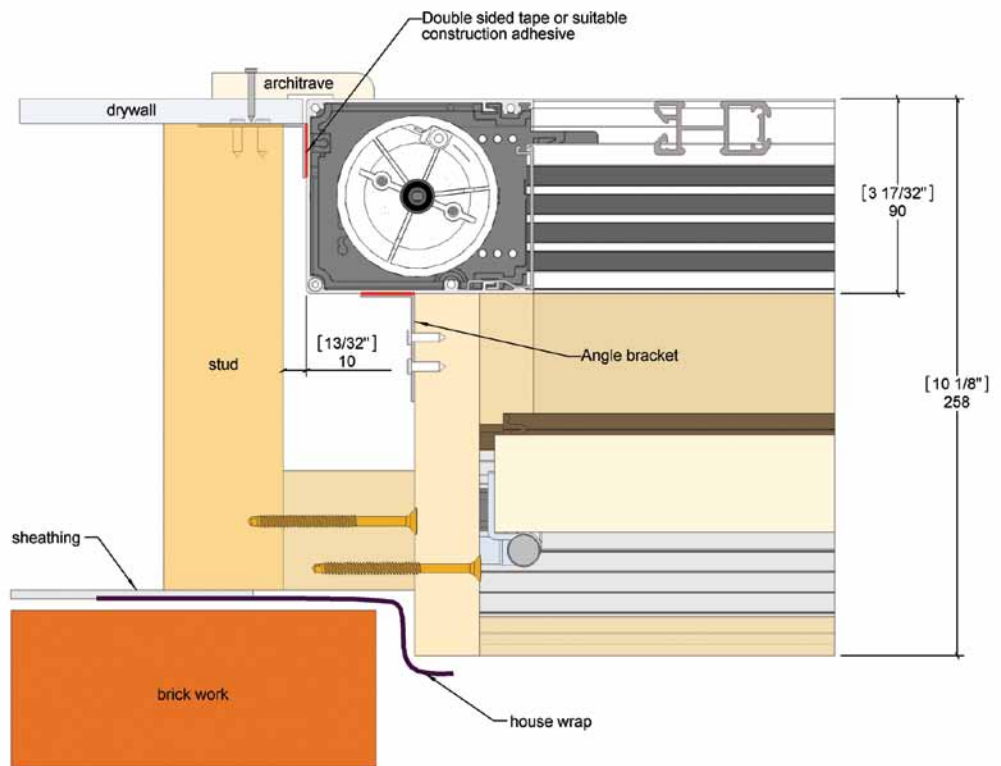 Double sided tape or suitable
construction adhesive
architrave
drywall
[3 17/32"]
90
[13/32"]
10
stud
Angle bracket
[10 1/8"]
258
sheathing
brick work
house wrap